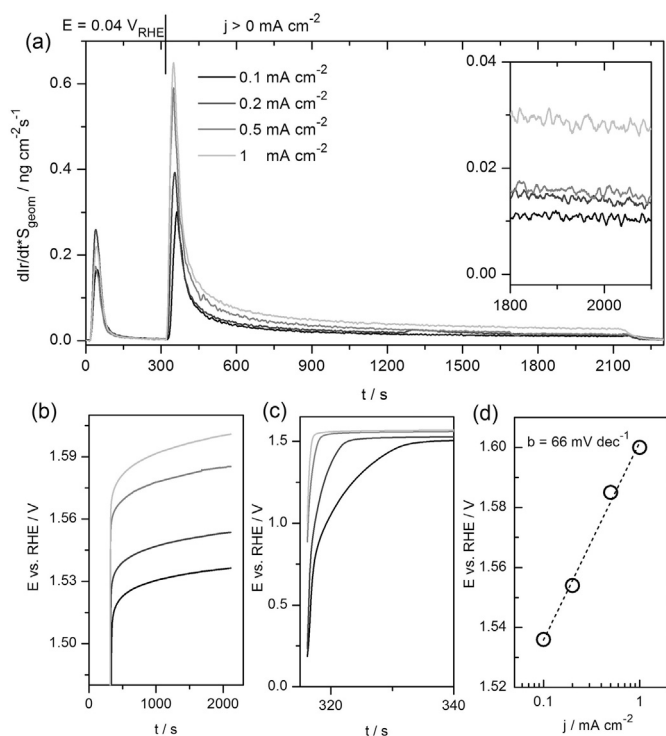 E = 0.04 V_RHE j > 0 mA cm⁻²
(a)
0.1 mA cm⁻²
0.2 mA cm⁻²
0.5 mA cm⁻²
1 mA cm⁻²
dIr/dt*S_geom / ng cm⁻²s⁻¹
0.6
0.4
0.2
0.0
0 300 600 900 1200 1500 1800 2100
t / s
0.04
0.02
0.00
1800 2000
(b)
E vs. RHE / V
1.59
1.56
1.53
1.50
0 1000 2000
t / s
(c)
E vs. RHE / V
1.5
1.0
0.5
0.0
320 340
t / s
(d)
b = 66 mV dec⁻¹
E vs. RHE / V
1.60
1.58
1.56
1.54
1.52
0.1 1
j / mA cm⁻²